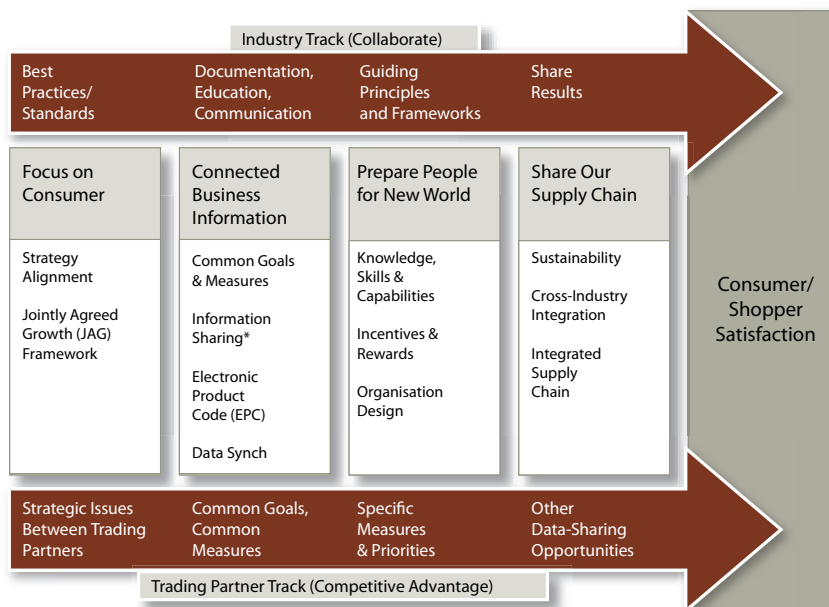 Industry Track (Collaborate)
Best
Practices/
Standards
Documentation,
Education,
Communication
Guiding
Principles
and Frameworks
Share
Results
Focus on
Consumer
Strategy
Alignment
Jointly Agreed
Growth (JAG)
Framework
Connected
Business
Information
Common Goals
& Measures
Information
Sharing*
Electronic
Product
Code (EPC)
Data Synch
Prepare People
for New World
Knowledge,
Skills &
Capabilities
Incentives &
Rewards
Organisation
Design
Share Our
Supply Chain
Sustainability
Cross-Industry
Integration
Integrated
Supply
Chain
Consumer/
Shopper
Satisfaction
Strategic Issues
Between Trading
Partners
Common Goals,
Common
Measures
Specific
Measures
& Priorities
Other
Data-Sharing
Opportunities
Trading Partner Track (Competitive Advantage)